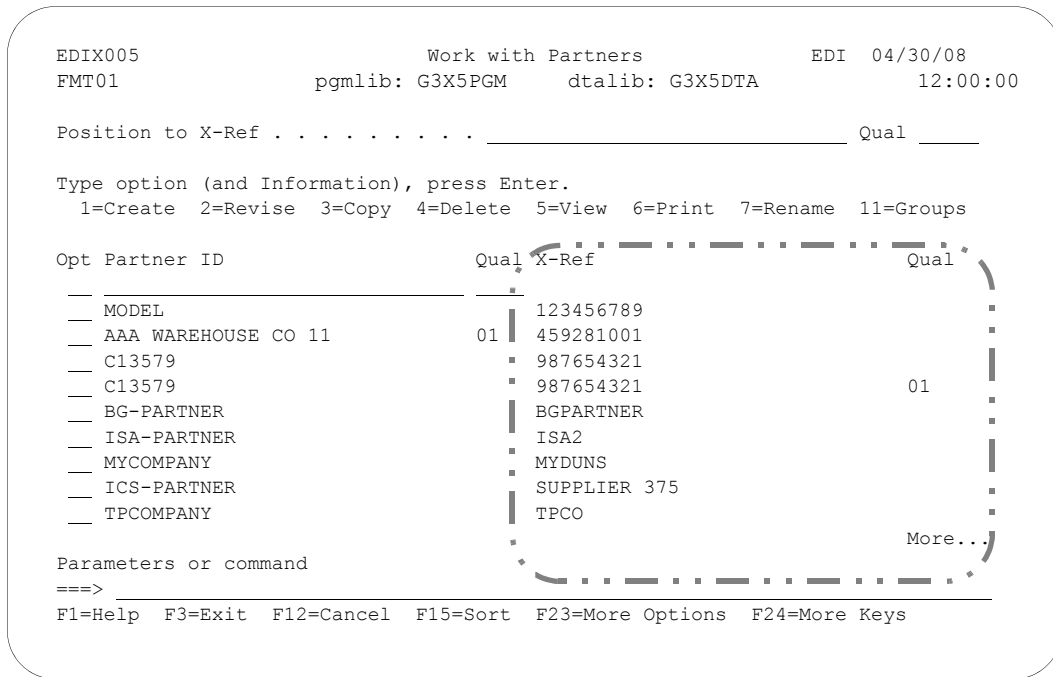 EDIX005 Work with Partners EDI 04/30/08
FMT01 pgmlib: G3X5PGM dtalib: G3X5DTA 12:00:00
Position to X-Ref . . . . . . . . . Qual
Type option (and Information), press Enter.
1=Create 2=Revise 3=Copy 4=Delete 5=View 6=Print 7=Rename 11=Groups
Opt Partner ID Qual X-Ref Qual
MODEL 123456789
AAA WAREHOUSE CO 11 01 459281001
C13579 987654321
C13579 987654321 01
BG-PARTNER BGPARTNER
ISA-PARTNER ISA2
MYCOMPANY MYDUNS
ICS-PARTNER SUPPLIER 375
TPCOMPANY TPCO
More...
Parameters or command
===>
F1=Help F3=Exit F12=Cancel F15=Sort F23=More Options F24=More Keys